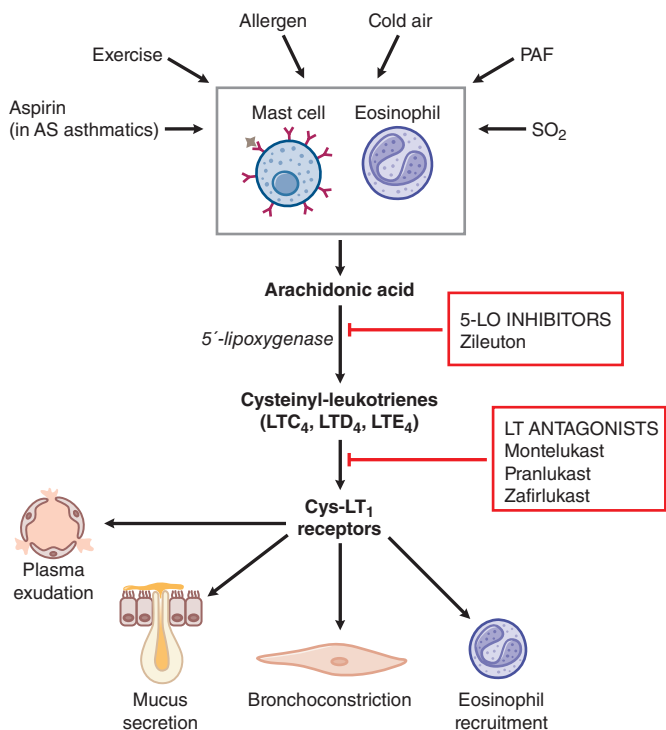 Allergen
Cold air
Exercise
PAF
Aspirin
(in AS asthmatics)
SO₂
Mast cell
Eosinophil
Arachidonic acid
5´-lipoxygenase
5-LO INHIBITORS
Zileuton
Cysteinyl-leukotrienes
(LTC₄, LTD₄, LTE₄)
LT ANTAGONISTS
Montelukast
Pranlukast
Zafirlukast
Cys-LT₁
receptors
Plasma
exudation
Mucus
secretion
Bronchoconstriction
Eosinophil
recruitment